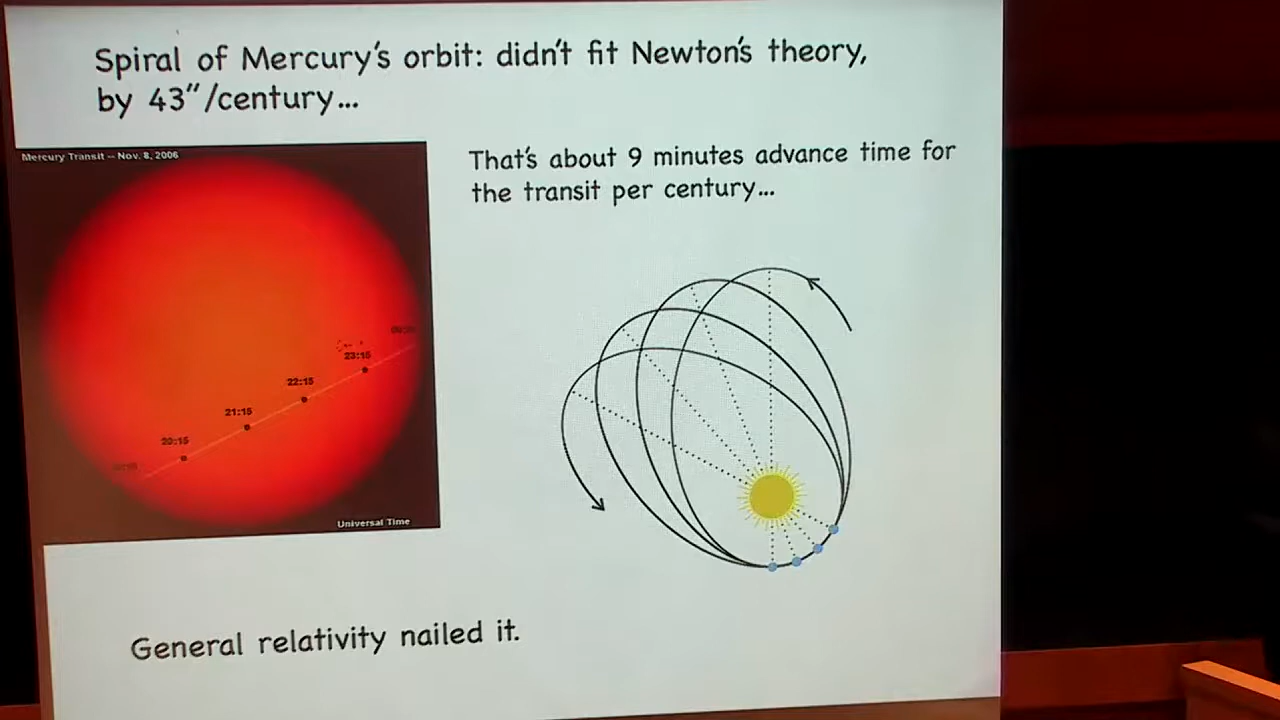 Spiral of Mercury's orbit: didn't fit Newton's theory,
by 43"/century...
Mercury Transit -- Nov. 8, 2006
That's about 9 minutes advance time for
the transit per century...
23:15
22:15
21:15
20:15
Universal Time
General relativity nailed it.